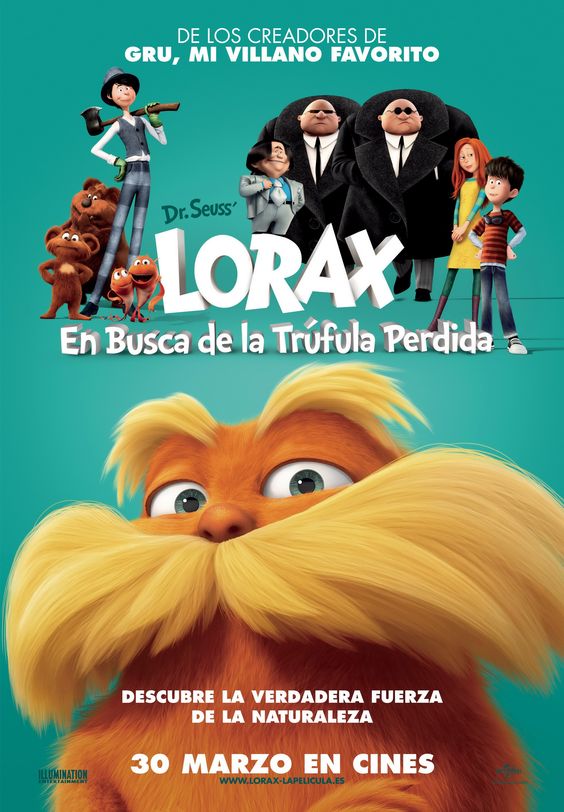 DE LOS CREADORES DE
GRU, MI VILLANO FAVORITO
Dr. Seuss'
LORAX
En Busca de la Trúfula Perdida
DESCUBRE LA VERDADERA FUERZA
DE LA NATURALEZA
30 MARZO EN CINES
WWW.LORAX-LAPELICULA.ES
ILLUMINATION
ENTERTAINMENT